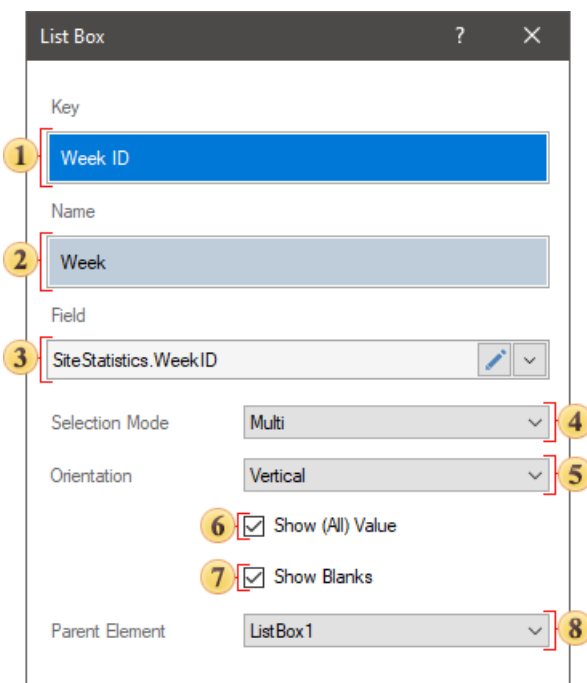 List Box ?
Key
1 Week ID
Name
2 Week
Field
3 SiteStatistics.WeekID
Selection Mode Multi 4
Orientation Vertical 5
6 Show (All) Value
7 Show Blanks
Parent Element ListBox1 8